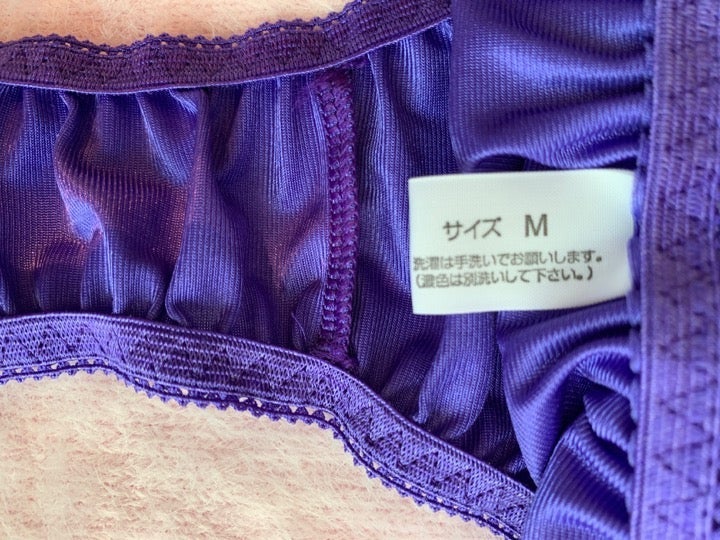 サイズ M
洗濯は手洗いでお願いします。
(濃色は別洗いして下さい。)